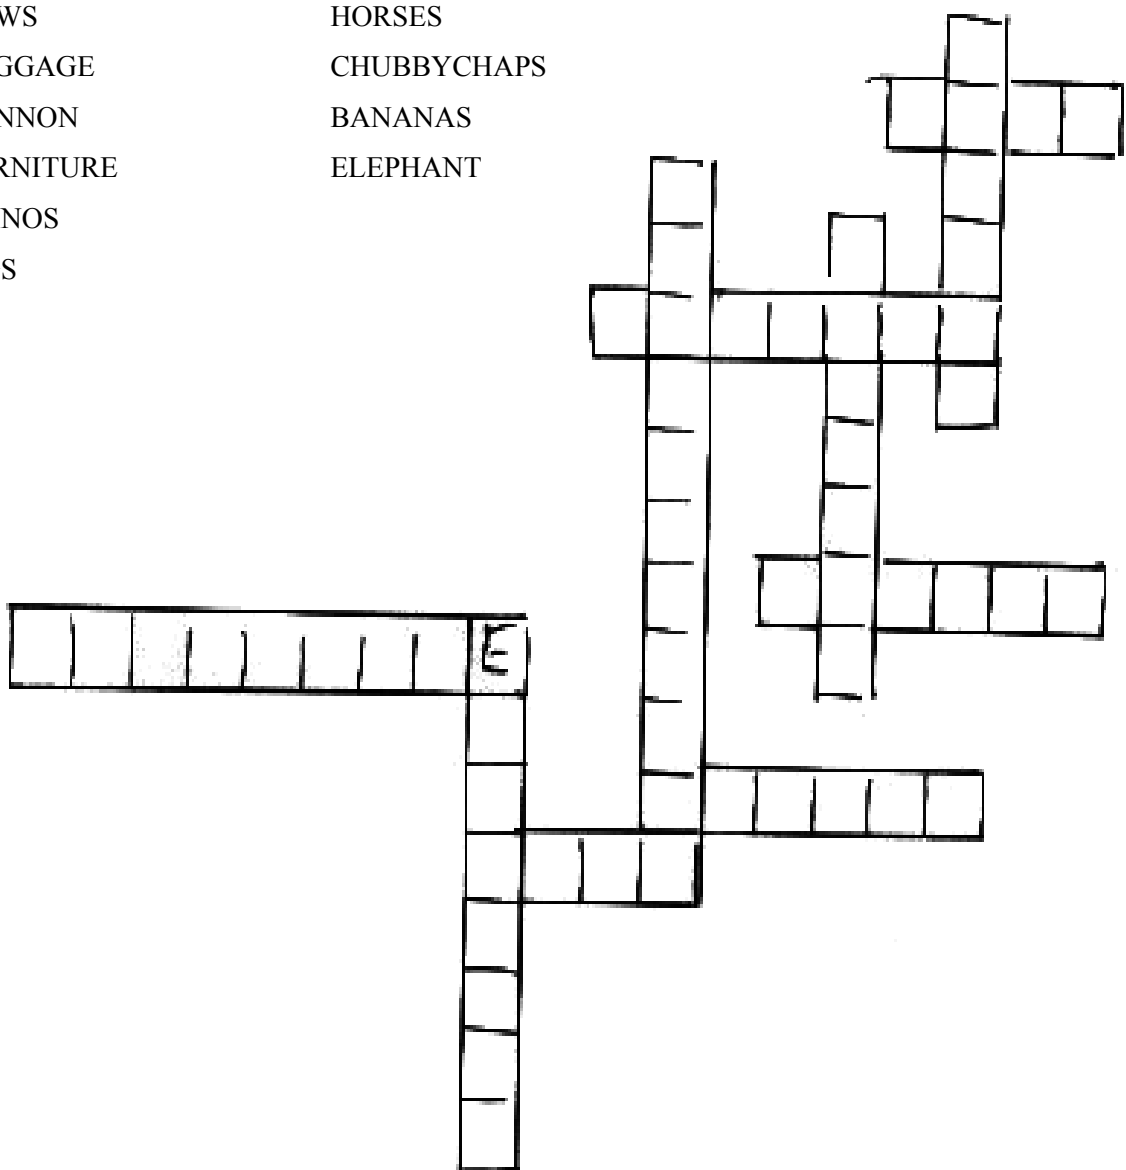 WS HORSES
GGAGE CHUBBYCHAPS
NNON BANANAS
RNITURE ELEPHANT
NOS
S
E